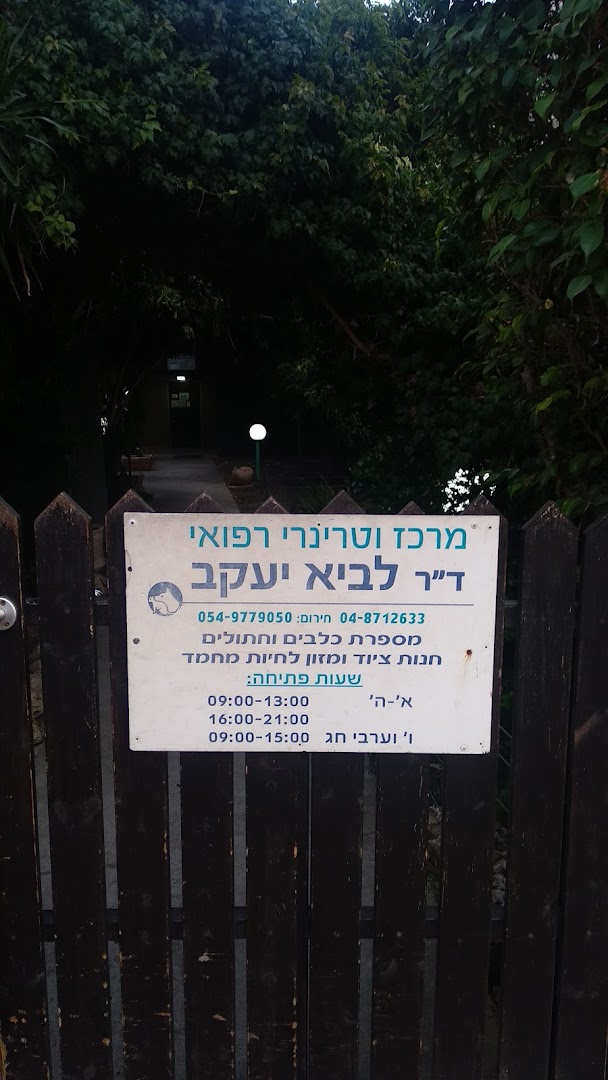 מרכז וטרינרי רפואי
ד"ר לביא יעקב
04-8712633 חירום: 054-9779050
מספרת כלבים וחתולים
חנות ציוד ומזון לחיות מחמד
שעות פתיחה:
א'-ה' 09:00-13:00
16:00-21:00
ו' וערבי חג 09:00-15:00